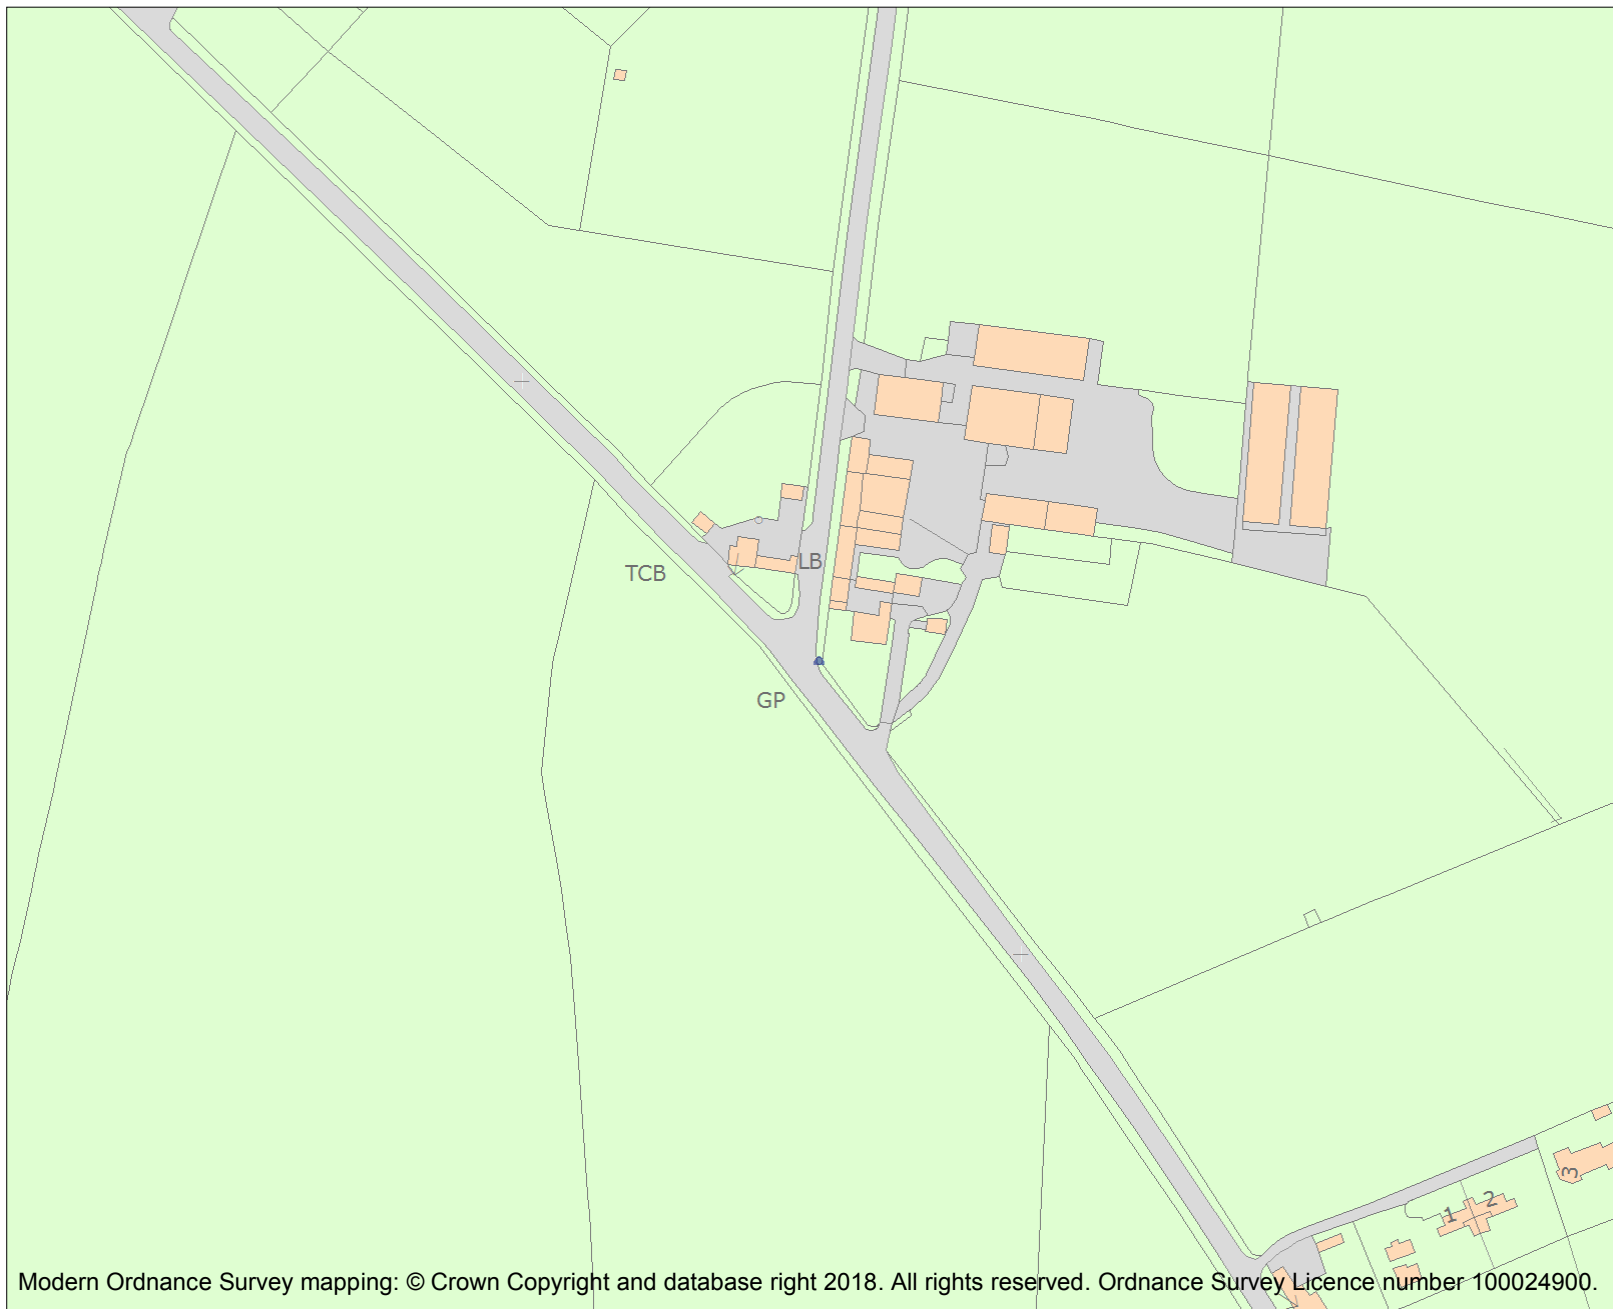 TCB
LB
GP
3
2
1
Modern Ordnance Survey mapping: © Crown Copyright and database right 2018. All rights reserved. Ordnance Survey Licence number 100024900.